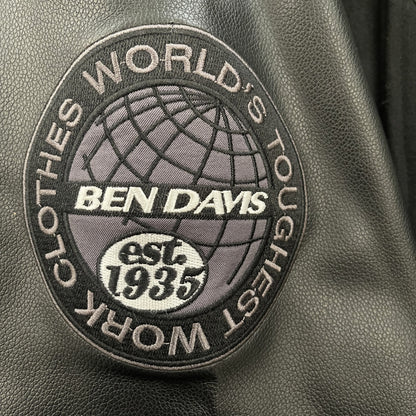 WORLD'S TOUGHEST WORK CLOTHES
BEN DAVIS
est.
1935